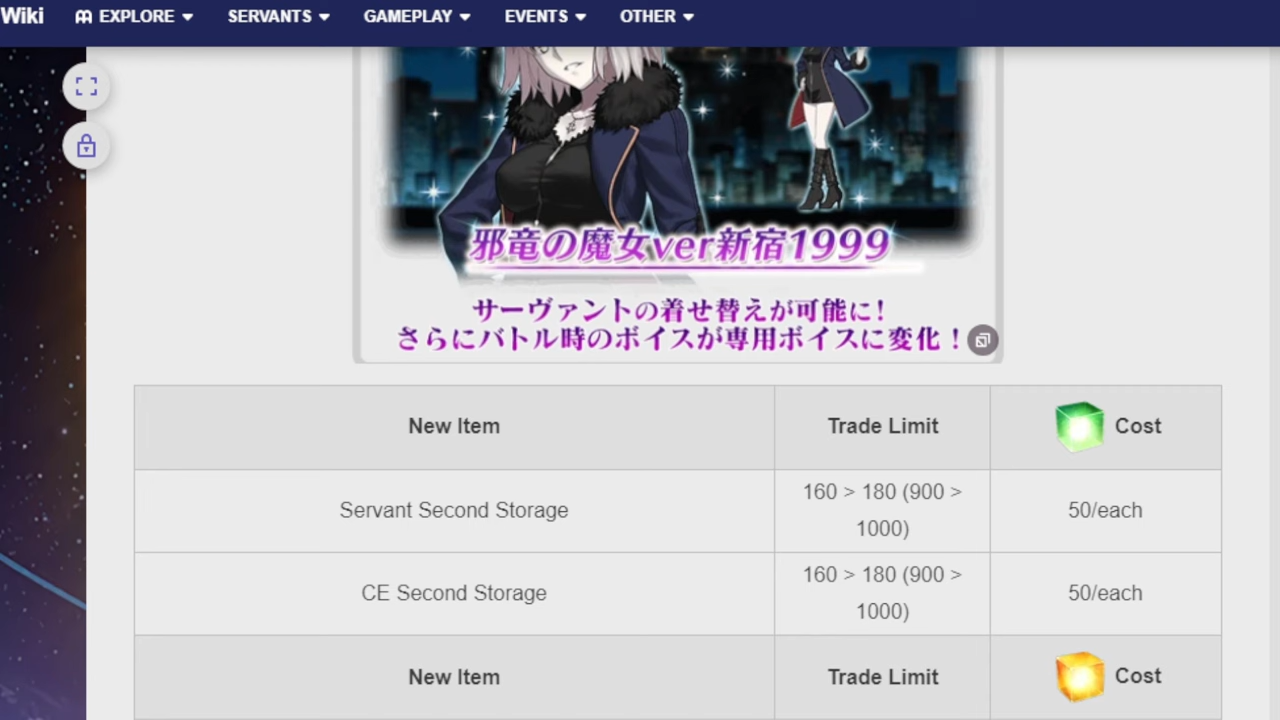 Wiki EXPLORE SERVANTS GAMEPLAY EVENTS OTHER
邪竜の魔女ver新宿1999
サーヴァントの着せ替えが可能に!
さらにバトル時のボイスが専用ボイスに変化！
New Item Trade Limit Cost
Servant Second Storage 160 > 180 (900 > 1000) 50/each
CE Second Storage 160 > 180 (900 > 1000) 50/each
New Item Trade Limit Cost